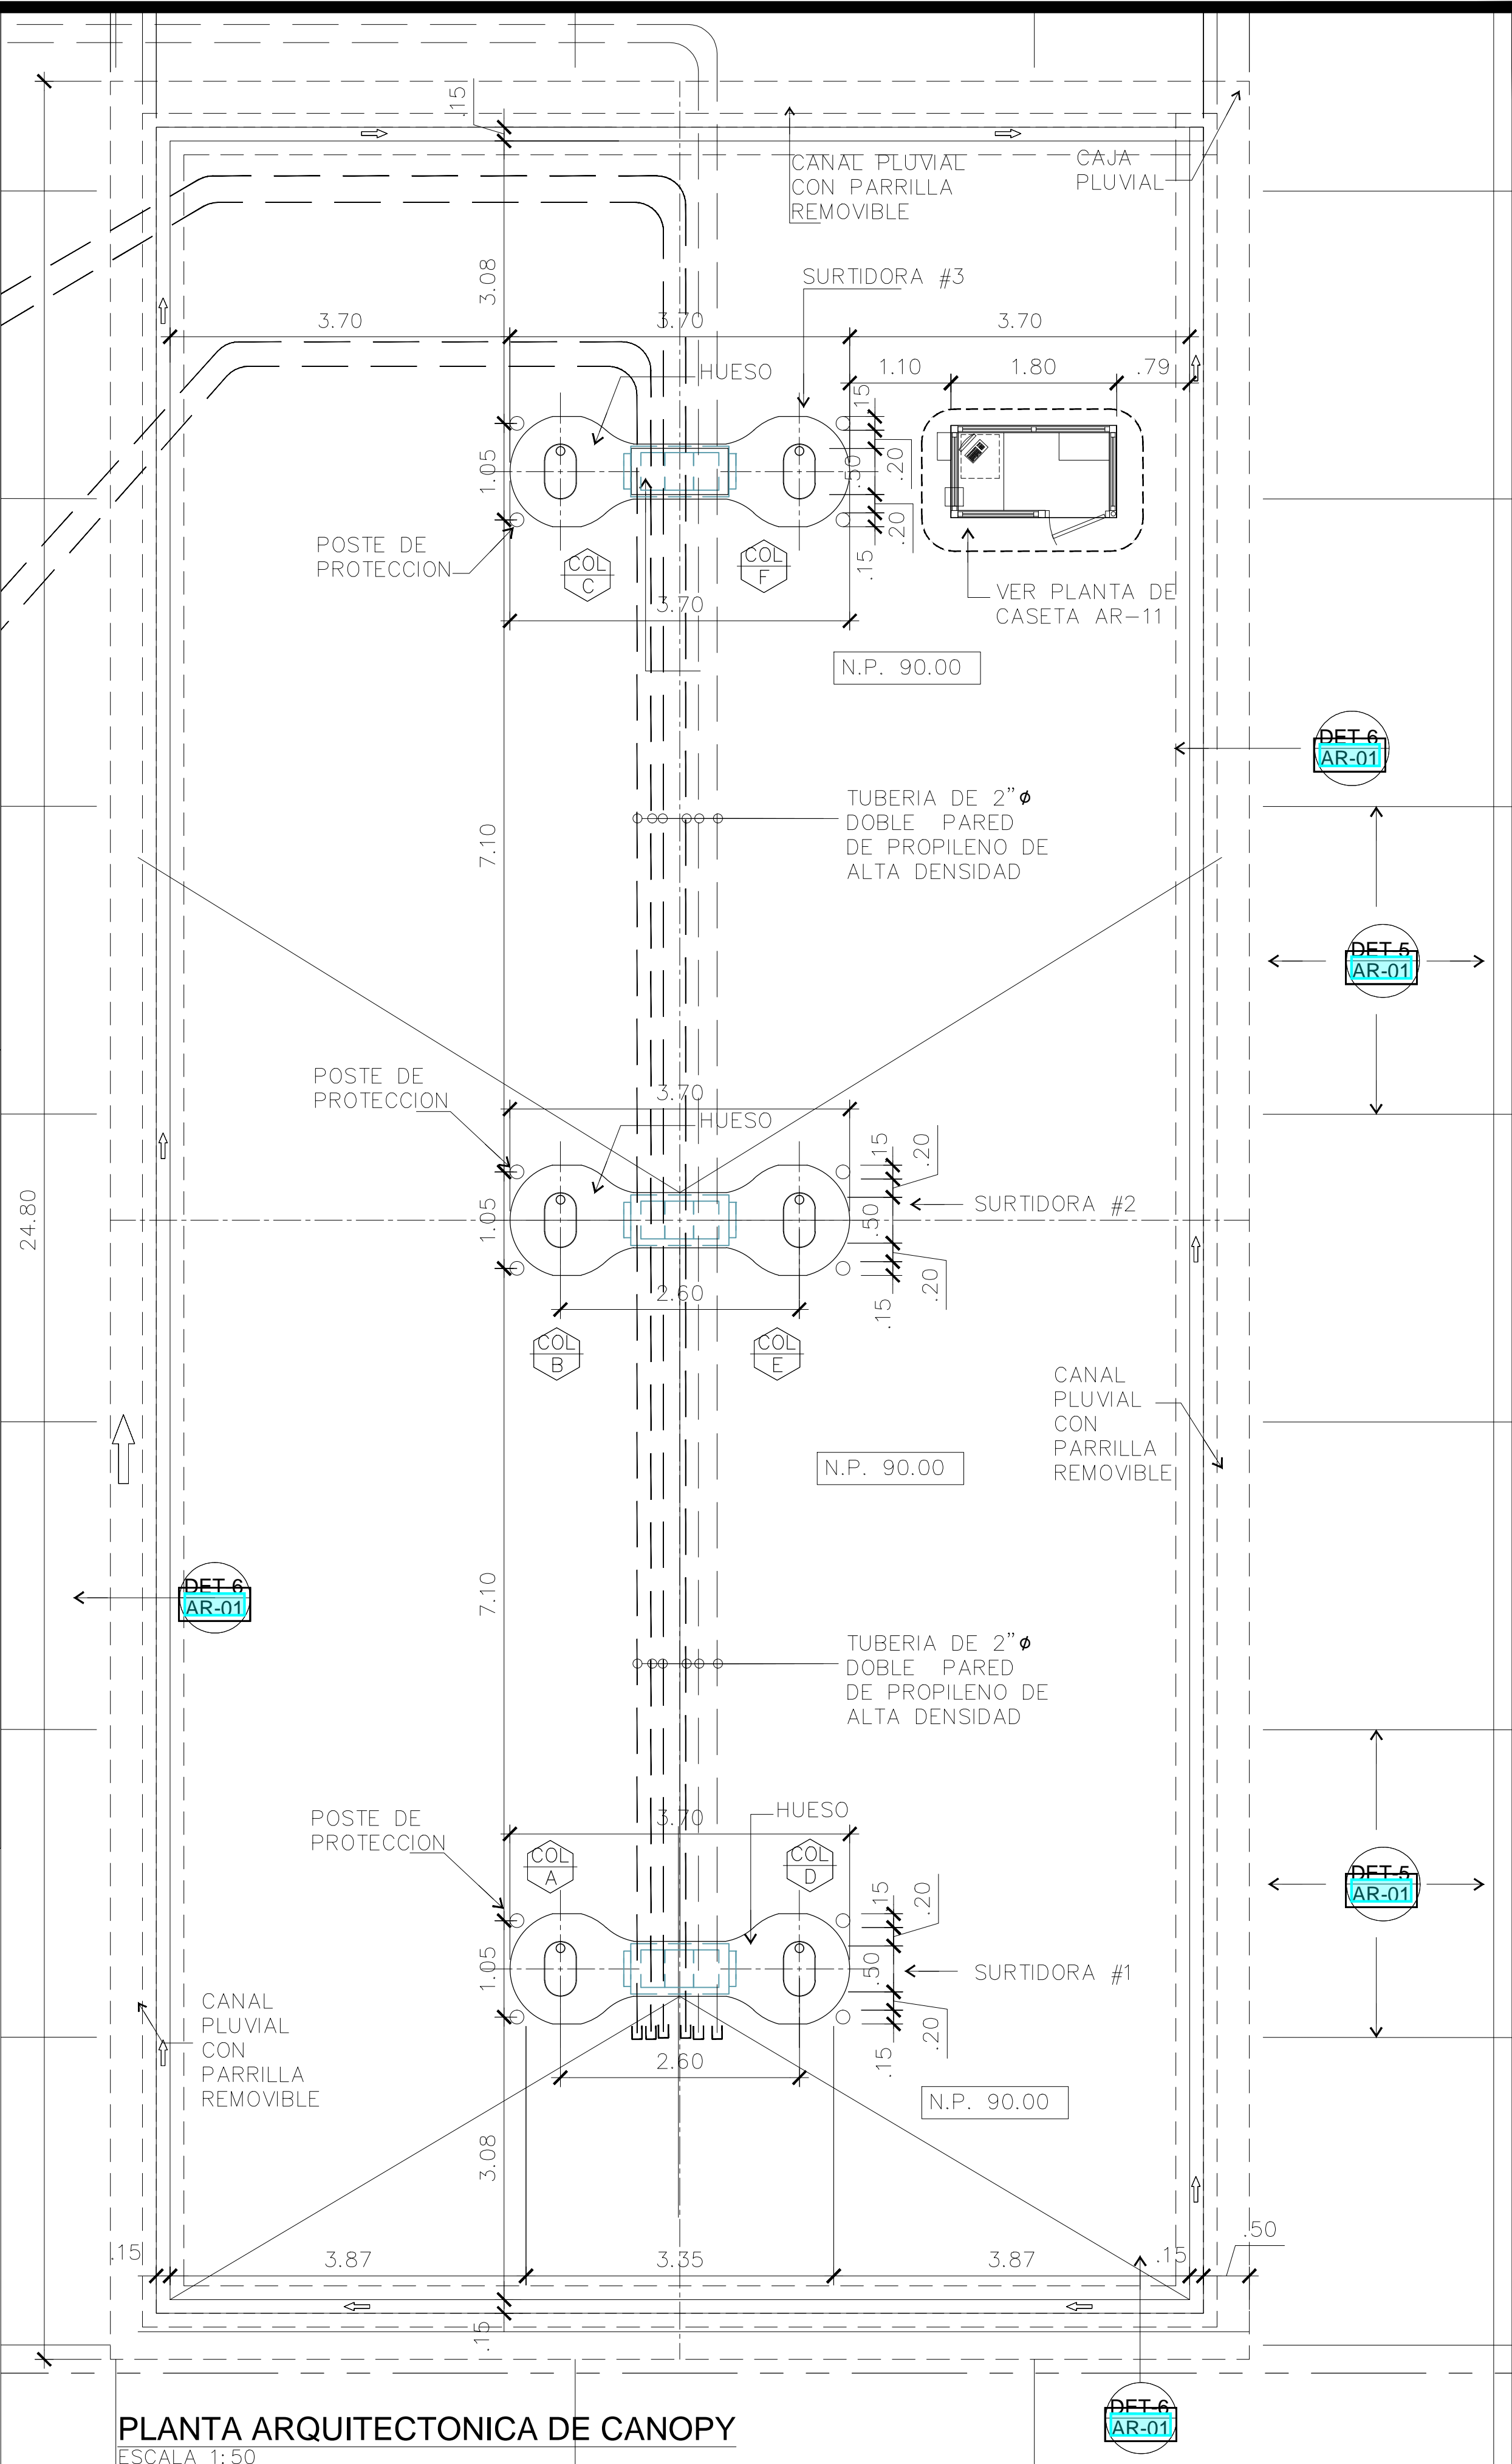 .15
CANAL PLUVIAL
CON PARRILLA
REMOVIBLE
CAJA
PLUVIAL
3.08
SURTIDORA #3
3.70
3.70
3.70
HUESO
1.10
1.80
.79
.15
.20
.50
.20
.15
1.05
POSTE DE
PROTECCION
COL
C
COL
F
3.70
VER PLANTA DE
CASETA AR-11
N.P. 90.00
DET-6
AR-01
TUBERIA DE 2"ø
DOBLE PARED
DE PROPILENO DE
ALTA DENSIDAD
7.10
DET-5
AR-01
POSTE DE
PROTECCION
3.70
HUESO
.15
.20
1.05
.50
SURTIDORA #2
24.80
.20
.15
2.60
COL
B
COL
E
CANAL
PLUVIAL
CON
PARRILLA
REMOVIBLE
N.P. 90.00
7.10
DET-6
AR-01
TUBERIA DE 2"ø
DOBLE PARED
DE PROPILENO DE
ALTA DENSIDAD
POSTE DE
PROTECCION
3.70
HUESO
COL
A
COL
D
.15
.20
DET-5
AR-01
1.05
.50
SURTIDORA #1
CANAL
PLUVIAL
CON
PARRILLA
REMOVIBLE
.20
.15
2.60
N.P. 90.00
3.08
.15
3.87
3.35
3.87
.15
.50
.15
DET-6
AR-01
PLANTA ARQUITECTONICA DE CANOPY
ESCALA 1:50